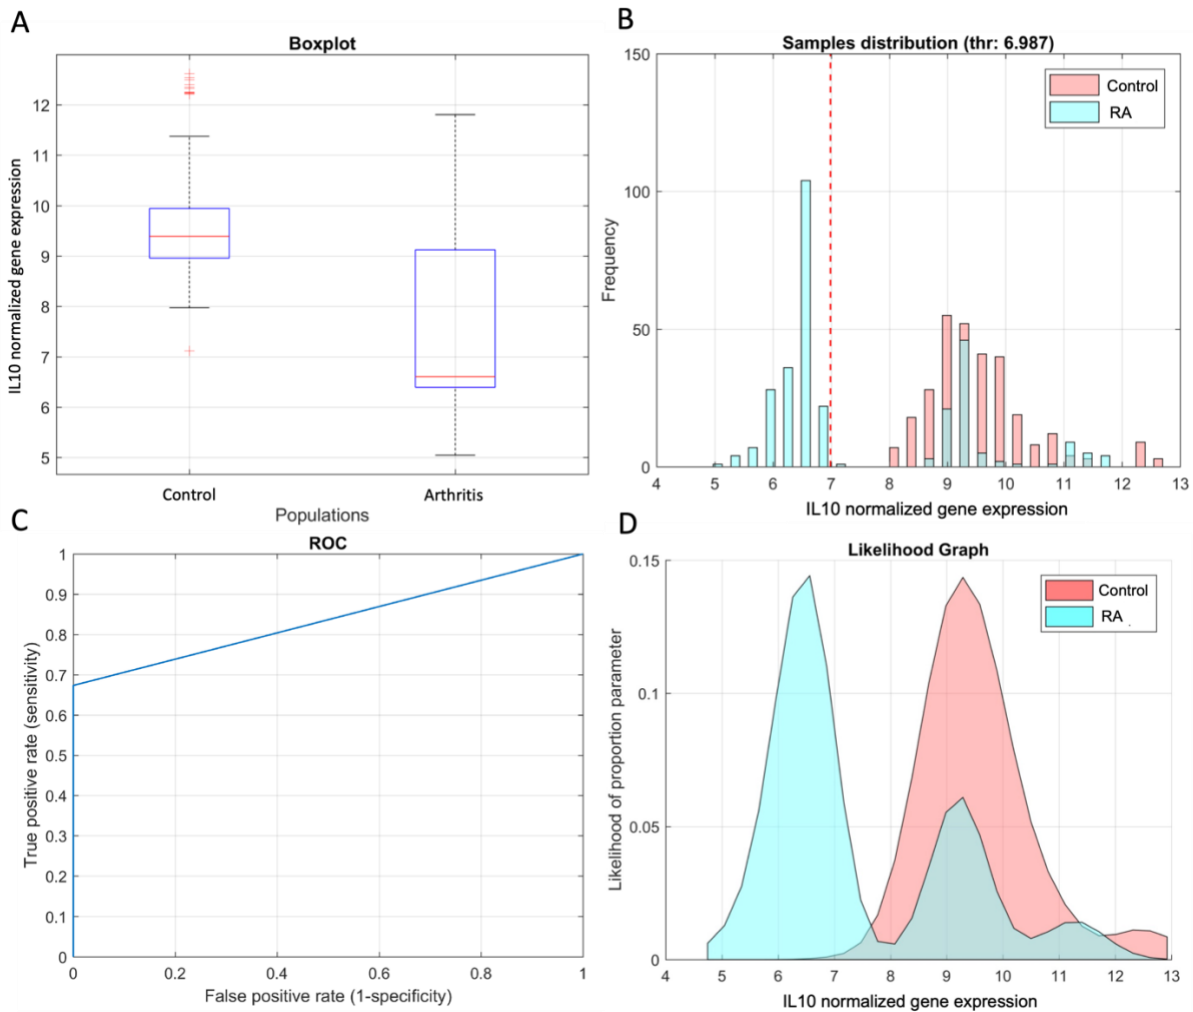 A
Boxplot
IL10 normalized gene expression
12
11
10
9
8
7
6
5
Control
Arthritis
Populations
B
Samples distribution (thr: 6.987)
Control
RA
Frequency
150
100
50
0
4 5 6 7 8 9 10 11 12 13
IL10 normalized gene expression
C
ROC
True positive rate (sensitivity)
1
0.9
0.8
0.7
0.6
0.5
0.4
0.3
0.2
0.1
0
0 0.2 0.4 0.6 0.8 1
False positive rate (1-specificity)
D
Likelihood Graph
Control
RA
Likelihood of proportion parameter
0.15
0.1
0.05
0
4 5 6 7 8 9 10 11 12 13
IL10 normalized gene expression